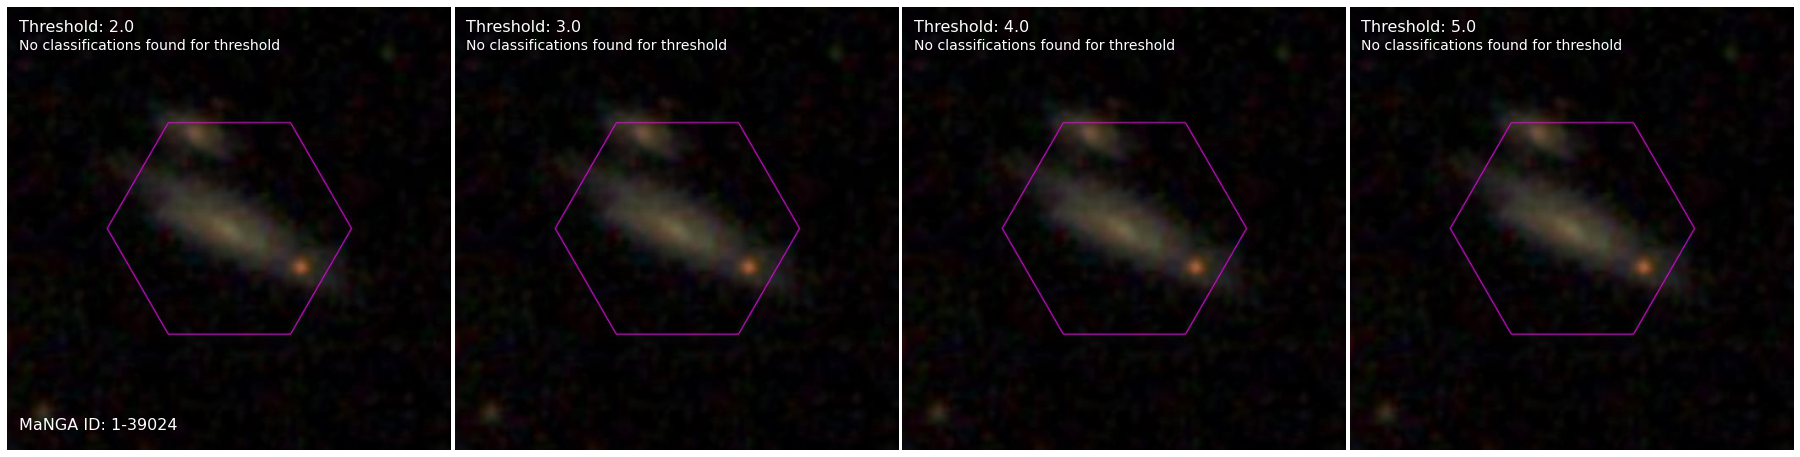 Threshold: 2.0
No classifications found for threshold
MaNGA ID: 1-39024
Threshold: 3.0
No classifications found for threshold
Threshold: 4.0
No classifications found for threshold
Threshold: 5.0
No classifications found for threshold